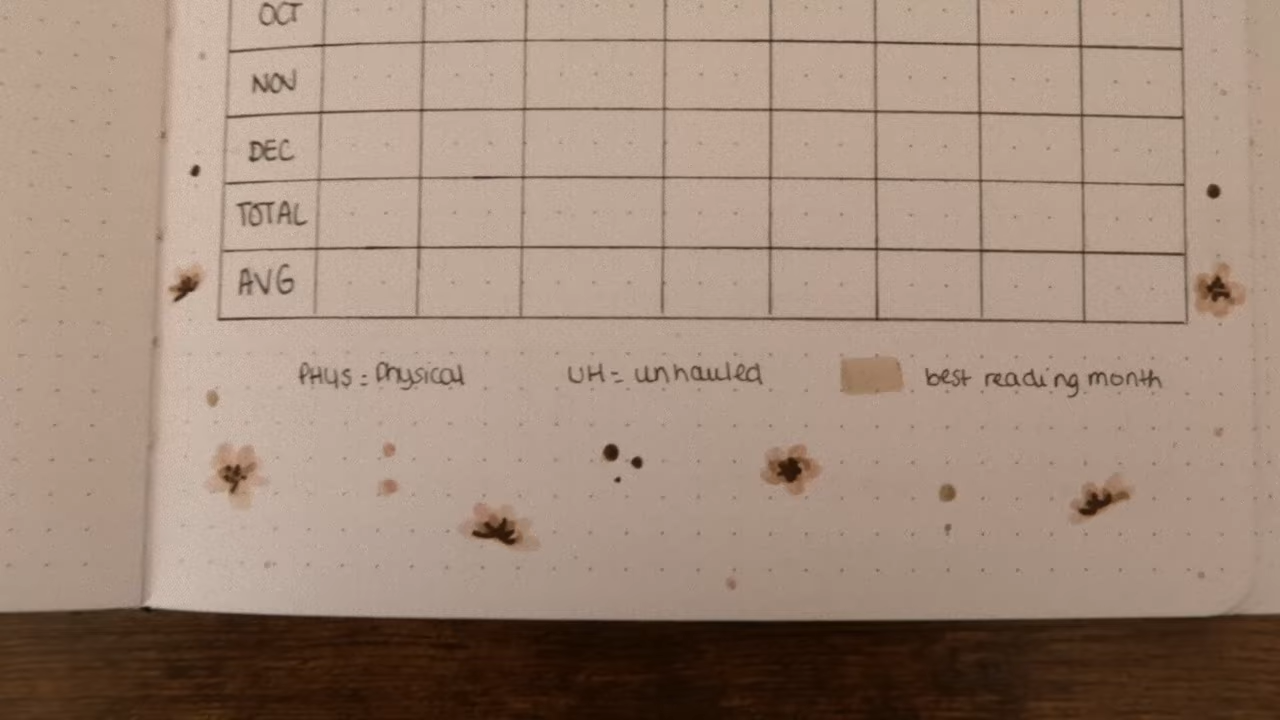 OCT
NOV
DEC
TOTAL
AVG
PHYS = Physical UH = unhauled best reading month